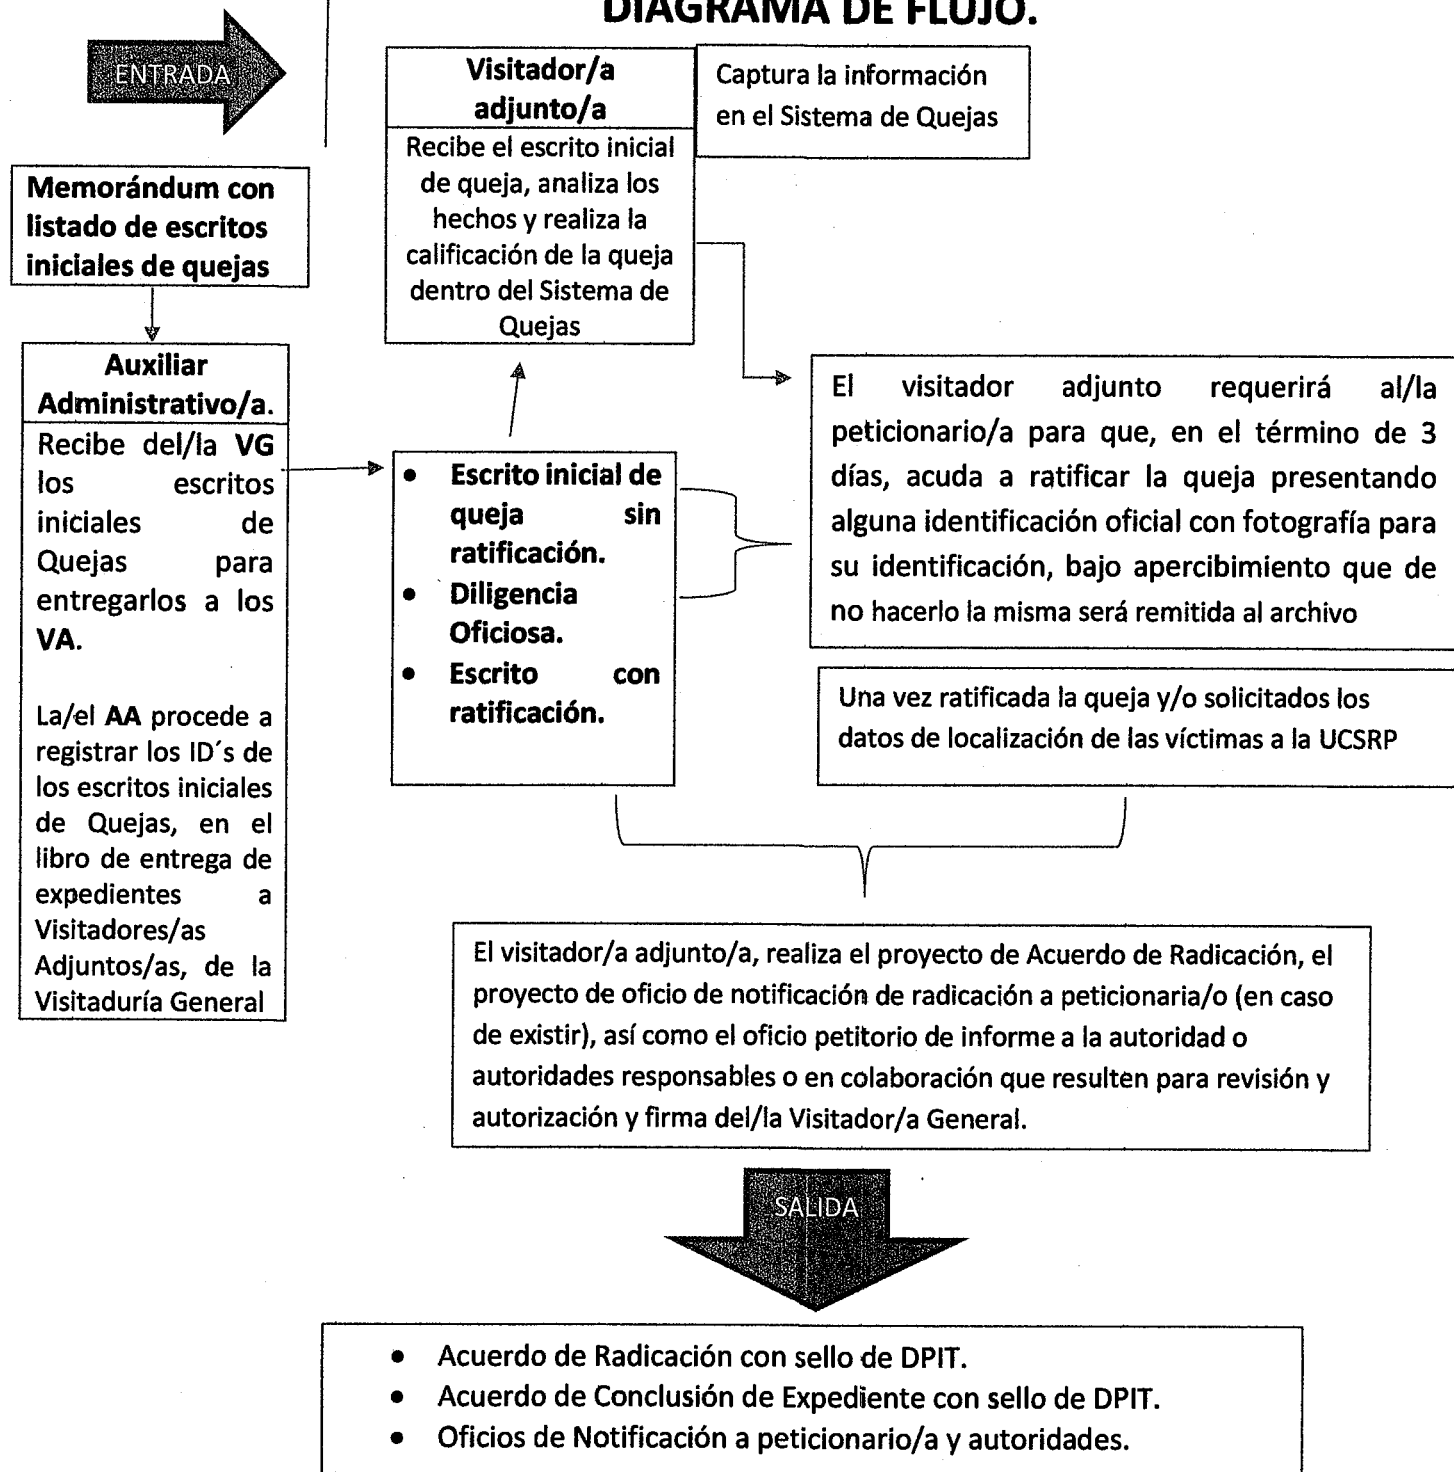 DIAGRAMA DE FLUJO.
ENTRADA
Visitador/a
adjunto/a
Recibe el escrito inicial
de queja, analiza los
hechos y realiza la
calificación de la queja
dentro del Sistema de
Quejas
Captura la información
en el Sistema de Quejas
Memorándum con
listado de escritos
iniciales de quejas
Auxiliar
Administrativo/a.
Recibe del/la VG
los escritos
iniciales de
Quejas para
entregarlos a los
VA.
La/el AA procede a
registrar los ID´s de
los escritos iniciales
de Quejas, en el
libro de entrega de
expedientes a
Visitadores/as
Adjuntos/as, de la
Visitaduría General
• Escrito inicial de
queja sin
ratificación.
• Diligencia
Oficiosa.
• Escrito con
ratificación.
El visitador adjunto requerirá al/la
peticionario/a para que, en el término de 3
días, acuda a ratificar la queja presentando
alguna identificación oficial con fotografía para
su identificación, bajo apercibimiento que de
no hacerlo la misma será remitida al archivo
Una vez ratificada la queja y/o solicitados los
datos de localización de las víctimas a la UCSRP
El visitador/a adjunto/a, realiza el proyecto de Acuerdo de Radicación, el
proyecto de oficio de notificación de radicación a peticionaria/o (en caso
de existir), así como el oficio petitorio de informe a la autoridad o
autoridades responsables o en colaboración que resulten para revisión y
autorización y firma del/la Visitador/a General.
SALIDA
• Acuerdo de Radicación con sello de DPIT.
• Acuerdo de Conclusión de Expediente con sello de DPIT.
• Oficios de Notificación a peticionario/a y autoridades.